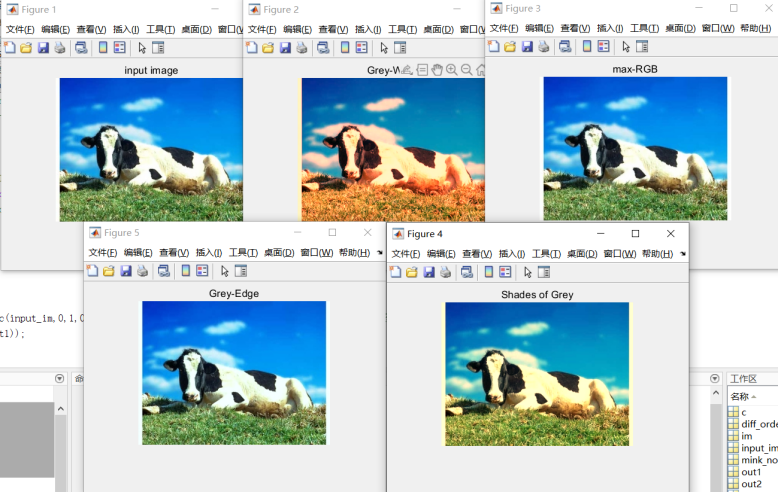 Figure 1
文件(F) 编辑(E) 查看(V) 插入(I) 工具(T) 桌面(D) 窗口(
input image
Figure 2
文件(F) 编辑(E) 查看(V) 插入(I) 工具(T) 桌面(D) 窗口(
Grey-W
Figure 3
文件(F) 编辑(E) 查看(V) 插入(I) 工具(T) 桌面(D) 窗口(W) 帮助(H)
max-RGB
Figure 5
文件(F) 编辑(E) 查看(V) 插入(I) 工具(T) 桌面(D) 窗口(W) 帮助(H)
Grey-Edge
Figure 4
文件(F) 编辑(E) 查看(V) 插入(I) 工具(T) 桌面(D) 窗口(W) 帮助(H)
Shades of Grey
c(input_im,0,1,0
t1));
命
工作区
名称
c
diff_orde
im
input_im
mink_no
out1
out2